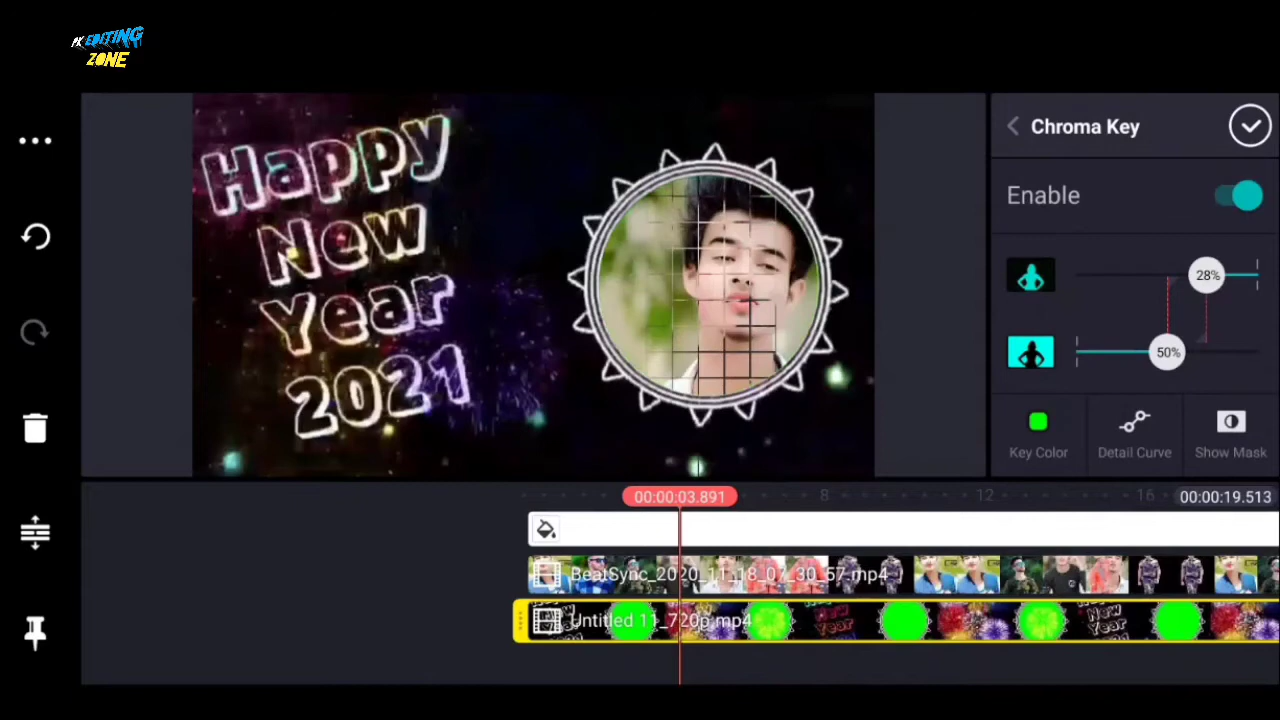 PK EDITING
ZONE
Happy
New
Year
2021
Chroma Key
Enable
28%
50%
Key Color
Detail Curve
Show Mask
00:00:03.891
8
12
16
00:00:19.513
BeatSync_2020_11_18_07_30_57.mp4
Untitled 11_720p.mp4